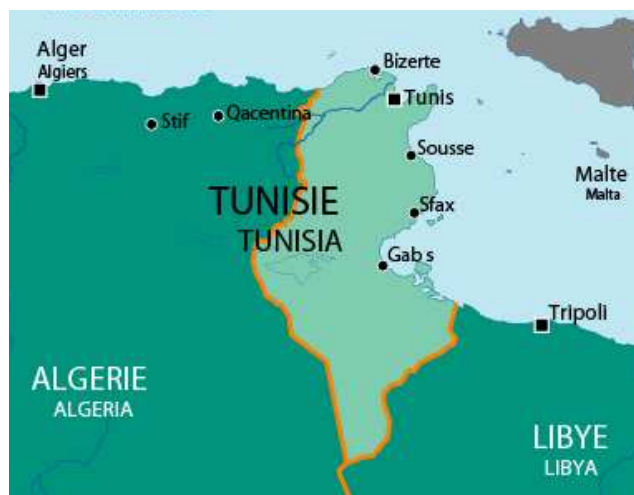 Alger
Algiers
Bizerte
Tunis
Stif
Qacentina
Sousse
Malte
Malta
TUNISIE
TUNISIA
Sfax
Gab s
Tripoli
ALGERIE
ALGERIA
LIBYE
LIBYA